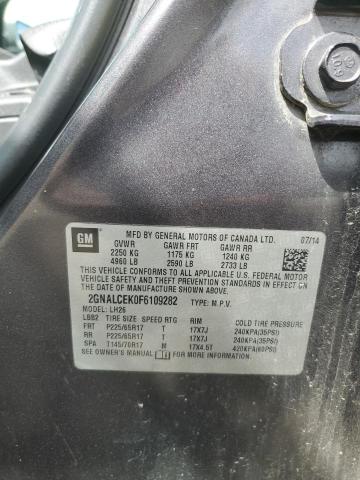 GM
MFD BY GENERAL MOTORS OF CANADA LTD. 07/14
GVWR GAWR FRT GAWR RR
2250 KG 1175 KG 1240 KG
4960 LB 2590 LB 2733 LB
THIS VEHICLE CONFORMS TO ALL APPLICABLE U.S. FEDERAL MOTOR
VEHICLE SAFETY, BUMPER, AND THEFT PREVENTION STANDARDS IN EFFECT
ON THE DATE OF MANUFACTURE SHOWN ABOVE.
2GNALCEK0F6109282 TYPE: M.P.V.
MODEL: LH26
LBB2 TIRE SIZE SPEED RTG RIM COLD TIRE PRESSURE
FRT P225/65R17 T 17X7J 240KPA(35PSI)
RR P225/65R17 T 17X7J 240KPA(35PSI)
SPA T145/70R17 M 17X4.5T 420KPA(60PSI)
SEE OWNER'S MANUAL FOR ADDITIONAL INFORMATION.